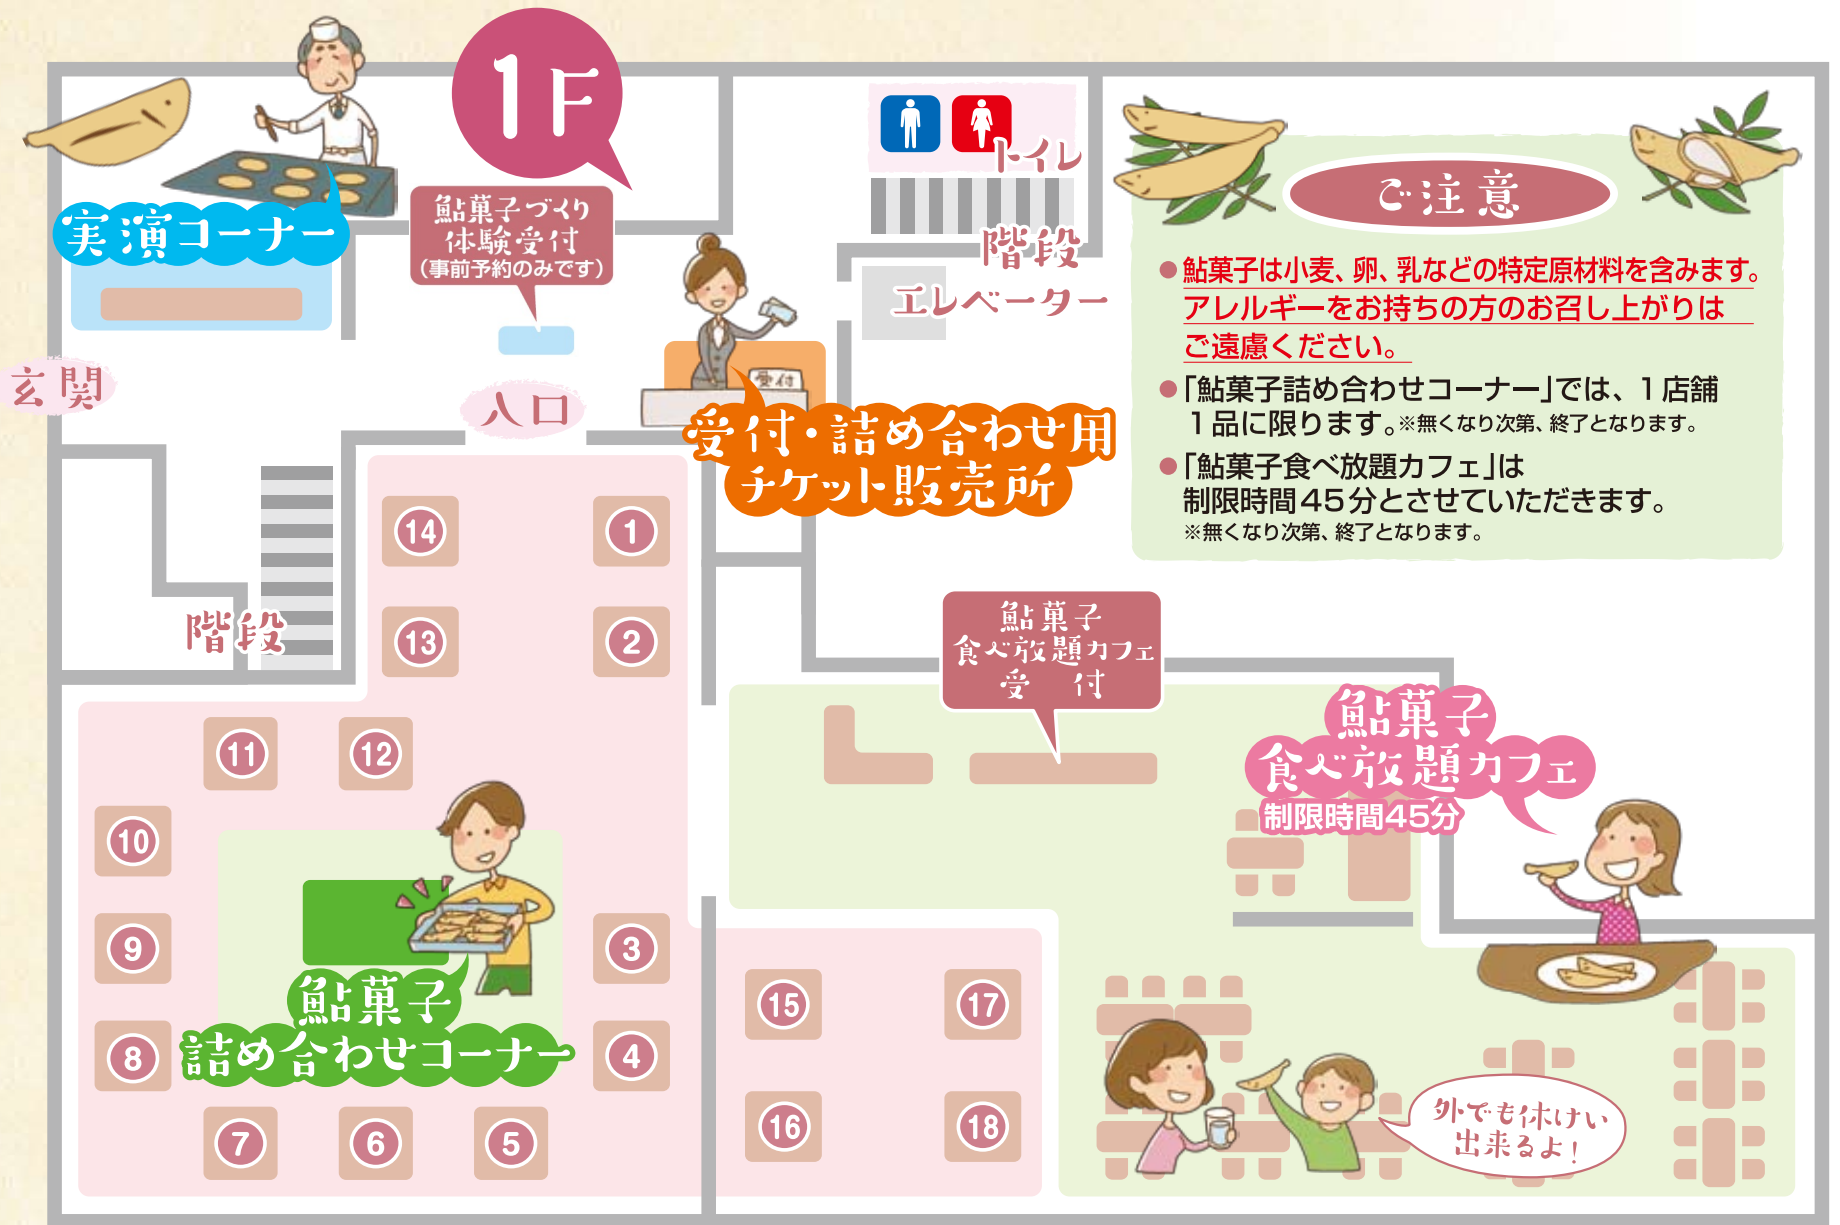 1F
実演コーナー
鮎菓子づくり
体験受付
(事前予約のみです)
トイレ
階段
エレベーター
玄関
入口
受付
受付・詰め合わせ用
チケット販売所
ご注意
●鮎菓子は小麦、卵、乳などの特定原材料を含みます。
アレルギーをお持ちの方のお召し上がりは
ご遠慮ください。
●「鮎菓子詰め合わせコーナー」では、1店舗
1品に限ります。※無くなり次第、終了となります。
●「鮎菓子食べ放題カフェ」は
制限時間45分とさせていただきます。
※無くなり次第、終了となります。
階段
14
1
13
2
11
12
10
9
3
8
4
7
6
5
15
17
16
18
鮎菓子
詰め合わせコーナー
鮎菓子
食べ放題カフェ
受 付
鮎菓子
食べ放題カフェ
制限時間45分
外でも休けい
出来るよ!